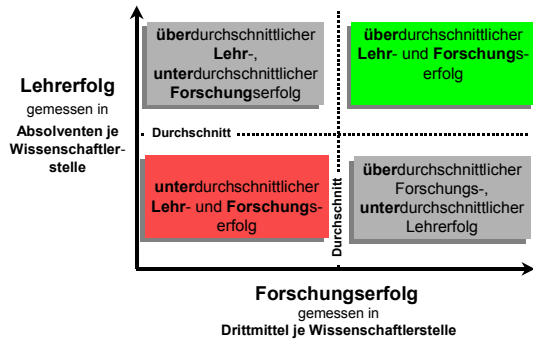 überdurchschnittlicher
Lehr-,
unterdurchschnittlicher
Forschungserfolg
überdurchschnittlicher
Lehr- und Forschungs-
erfolg
Lehrerfolg
gemessen in
Absolventen je
Wissenschaftler-
stelle
Durchschnitt
unterdurchschnittlicher
Lehr- und Forschungs-
erfolg
Durchschnitt
überdurchschnittlicher
Forschungs-,
unterdurchschnittlicher
Lehrerfolg
Forschungserfolg
gemessen in
Drittmittel je Wissenschaftlerstelle